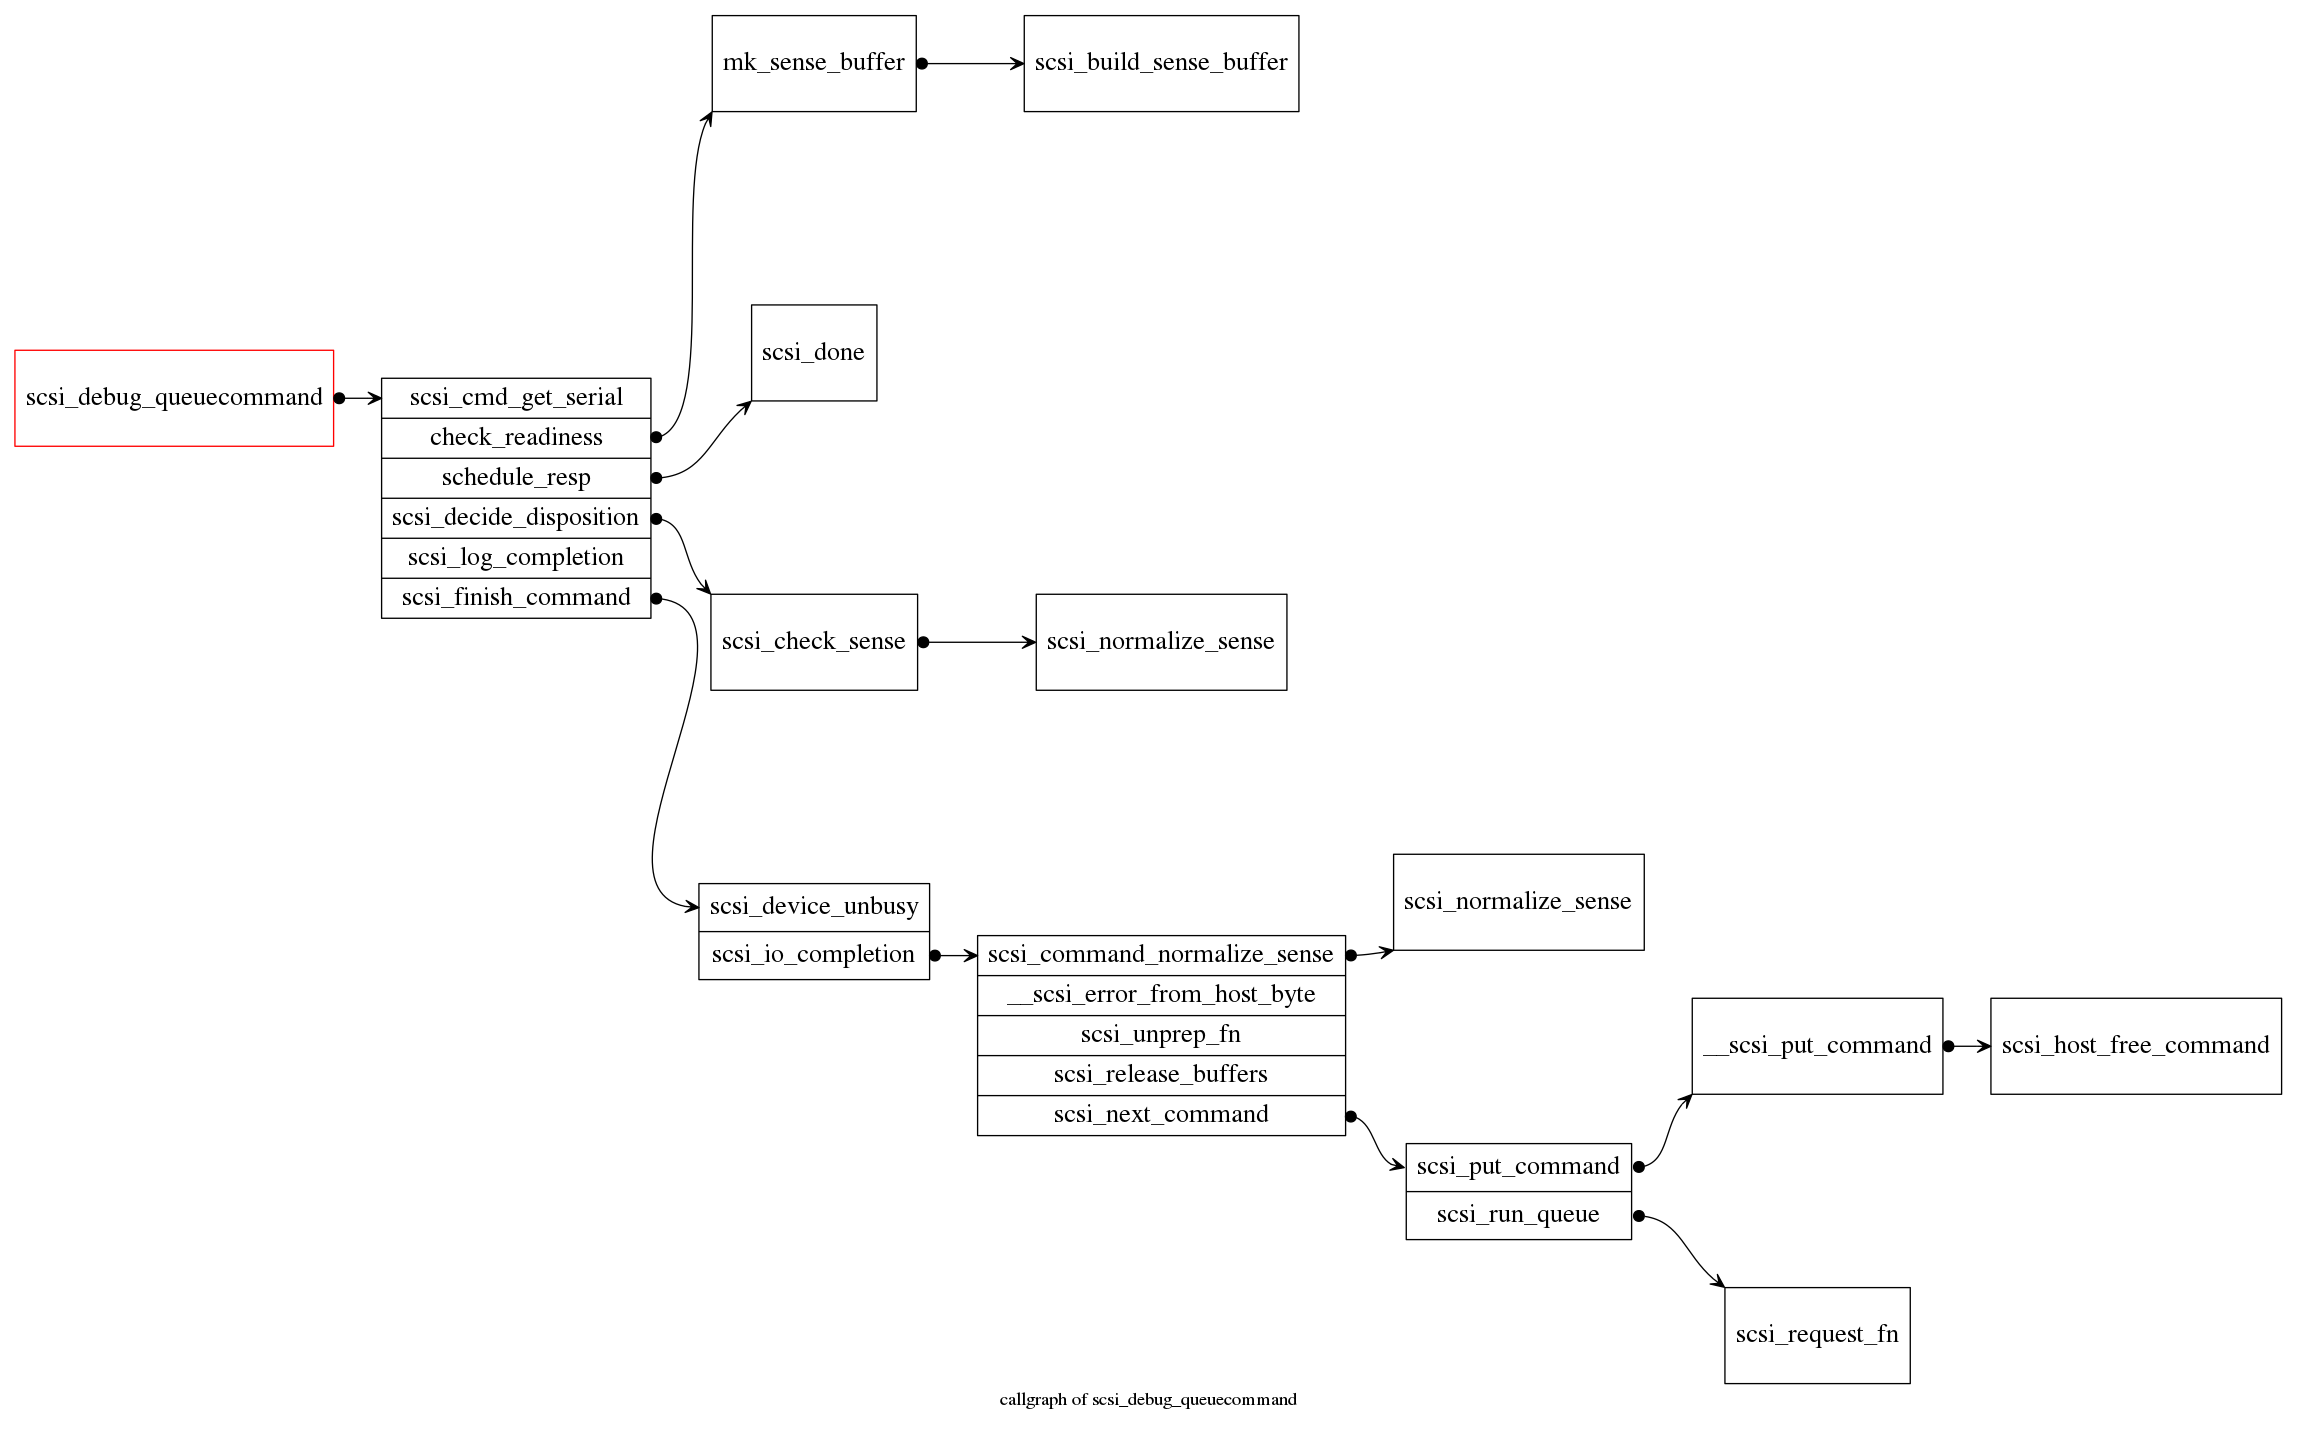 mk_sense_buffer
scsi_build_sense_buffer
scsi_done
scsi_debug_queuecommand
scsi_cmd_get_serial
check_readiness
schedule_resp
scsi_decide_disposition
scsi_log_completion
scsi_finish_command
scsi_check_sense
scsi_normalize_sense
scsi_device_unbusy
scsi_io_completion
scsi_command_normalize_sense
__scsi_error_from_host_byte
scsi_unprep_fn
scsi_release_buffers
scsi_next_command
scsi_normalize_sense
__scsi_put_command
scsi_host_free_command
scsi_put_command
scsi_run_queue
scsi_request_fn
callgraph of scsi_debug_queuecommand